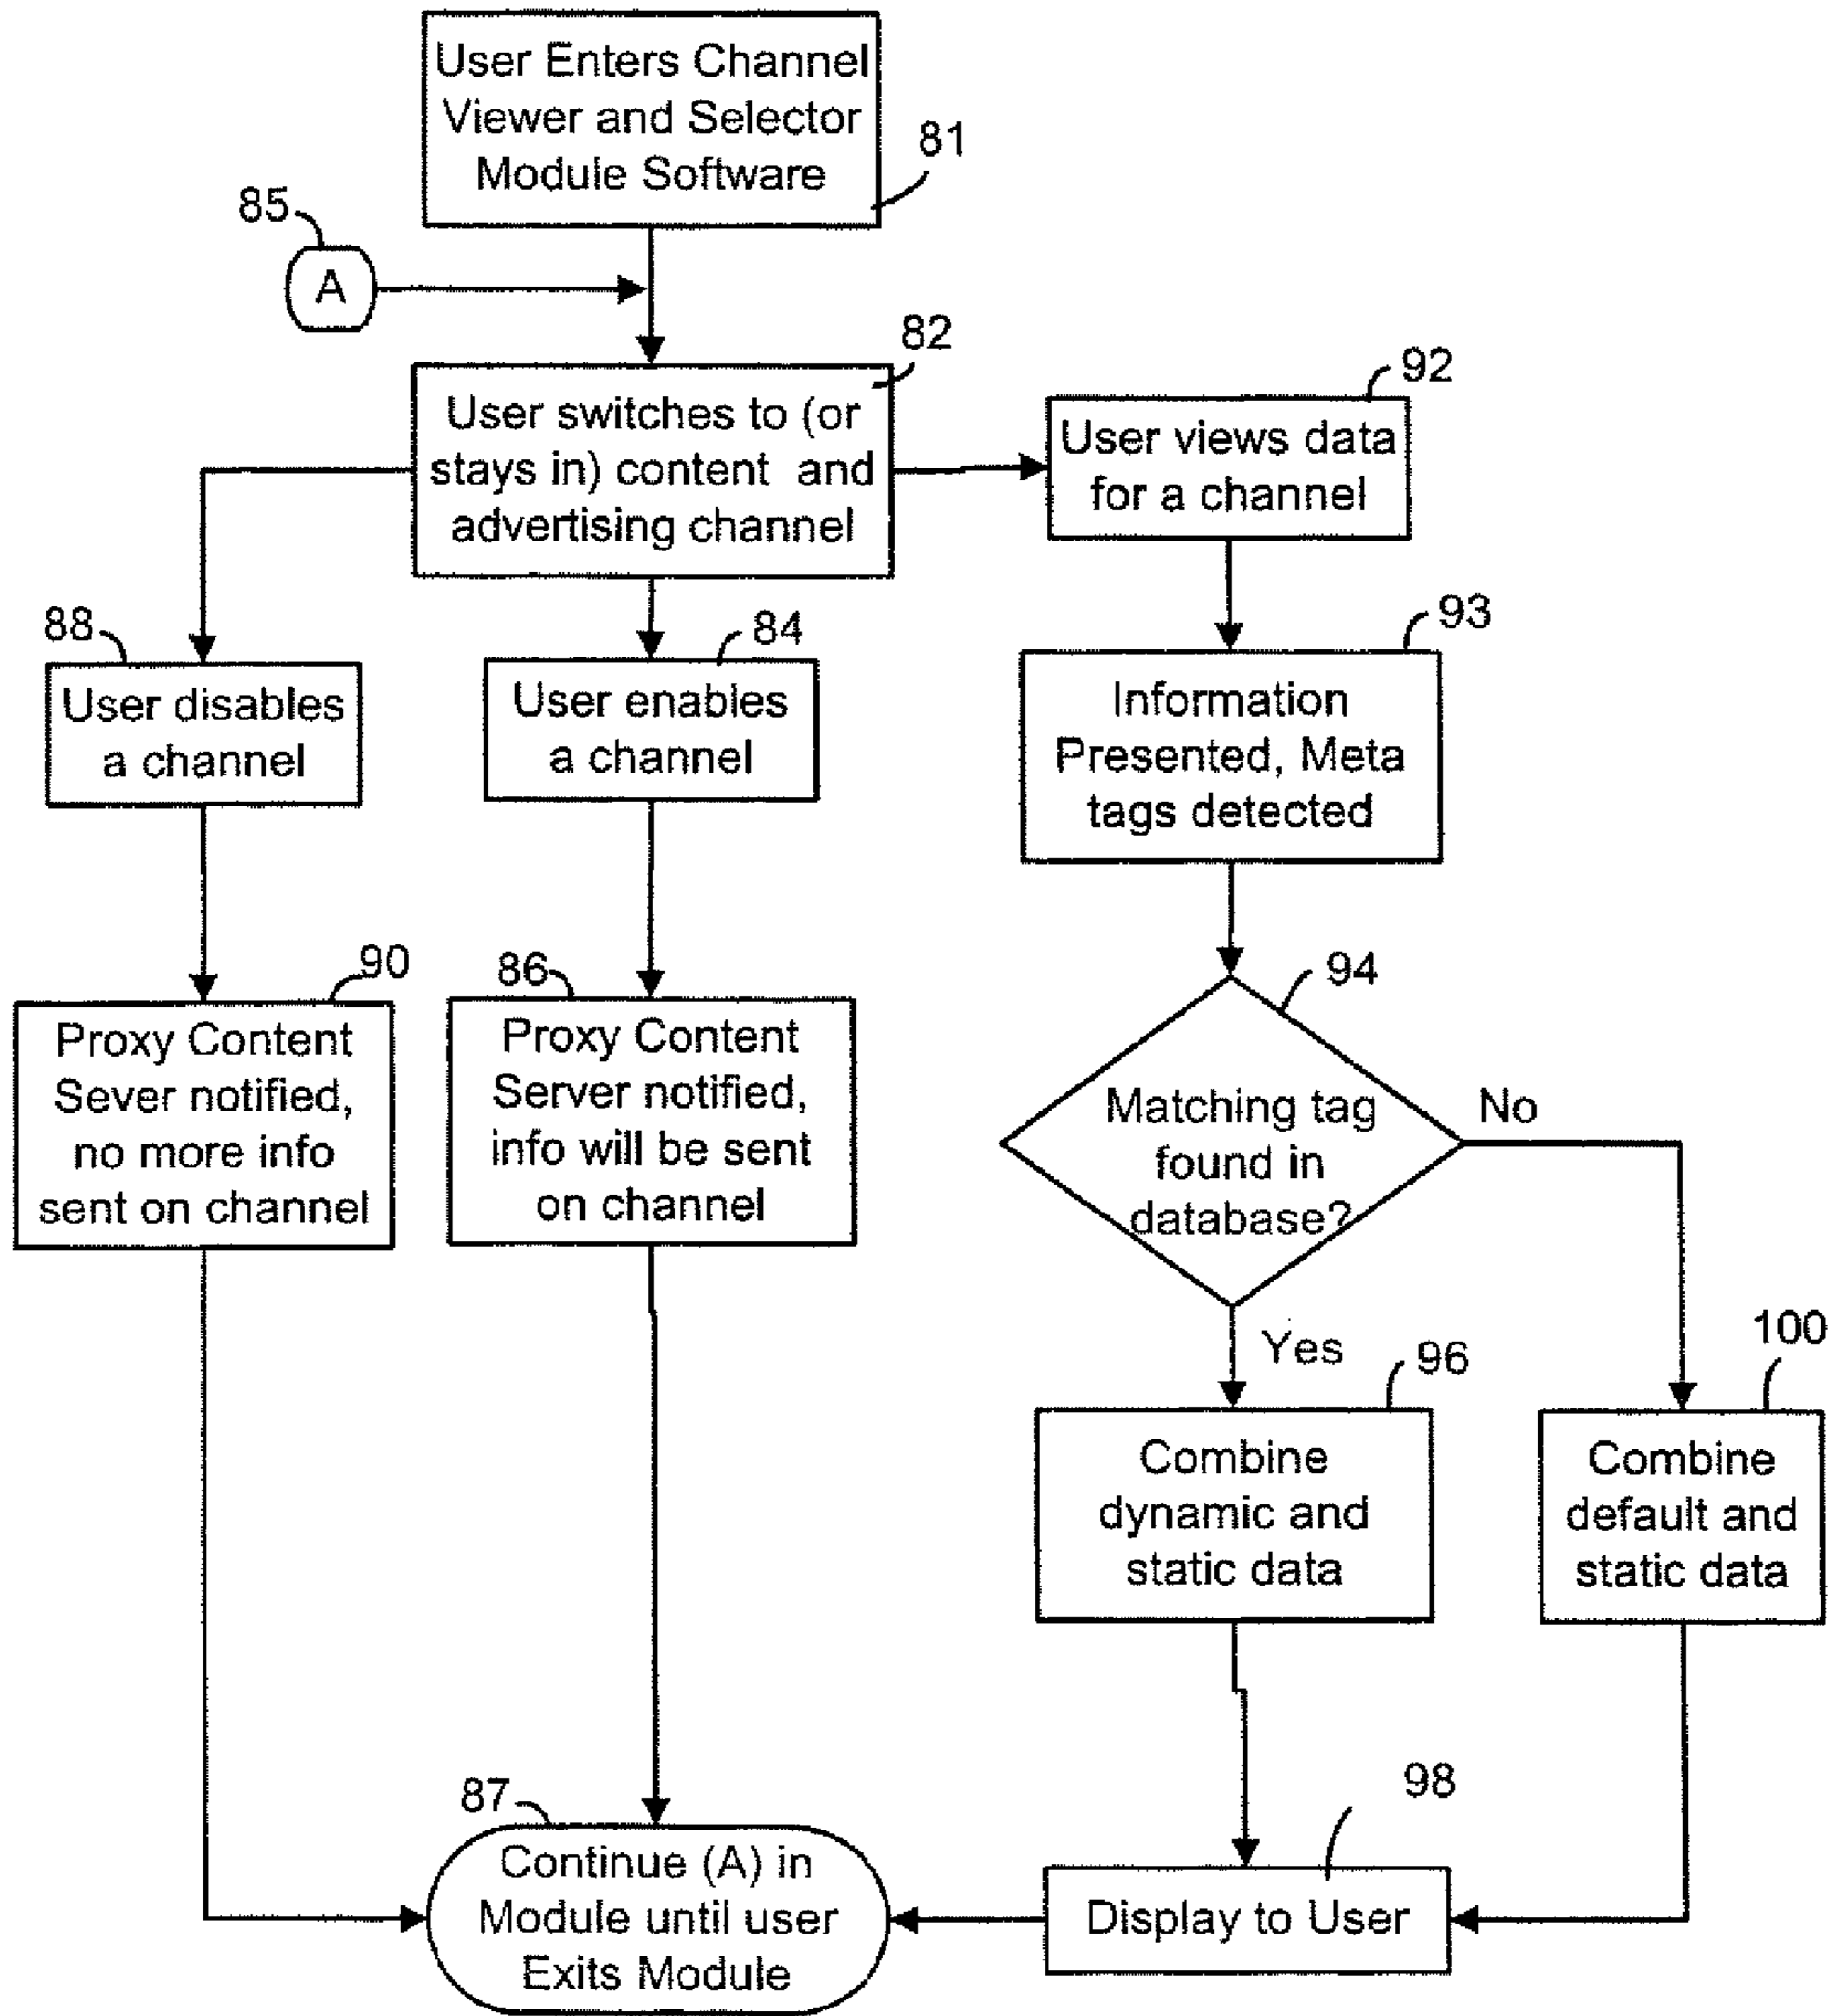 User Enters Channel
Viewer and Selector
Module Software
81
85
A
82
User switches to (or
stays in) content and
advertising channel
92
User views data
for a channel
88
User disables
a channel
84
User enables
a channel
93
Information
Presented, Meta
tags detected
90
Proxy Content
Sever notified,
no more info
sent on channel
86
Proxy Content
Server notified,
info will be sent
on channel
94
Matching tag
found in
database?
No
Yes
96
Combine
dynamic and
static data
100
Combine
default and
static data
87
Continue (A) in
Module until user
Exits Module
98
Display to User